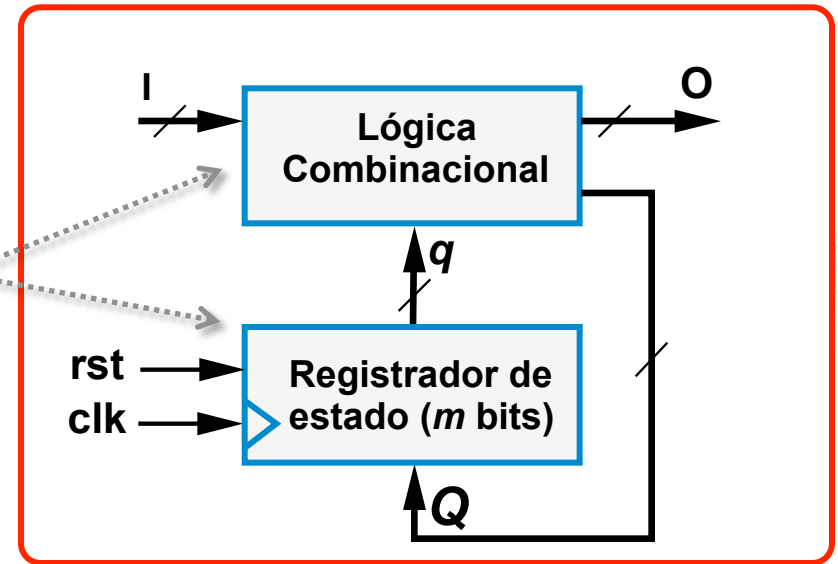 I
O
Lógica
Combinacional
q
rst
clk
Registrador de
estado (m bits)
Q